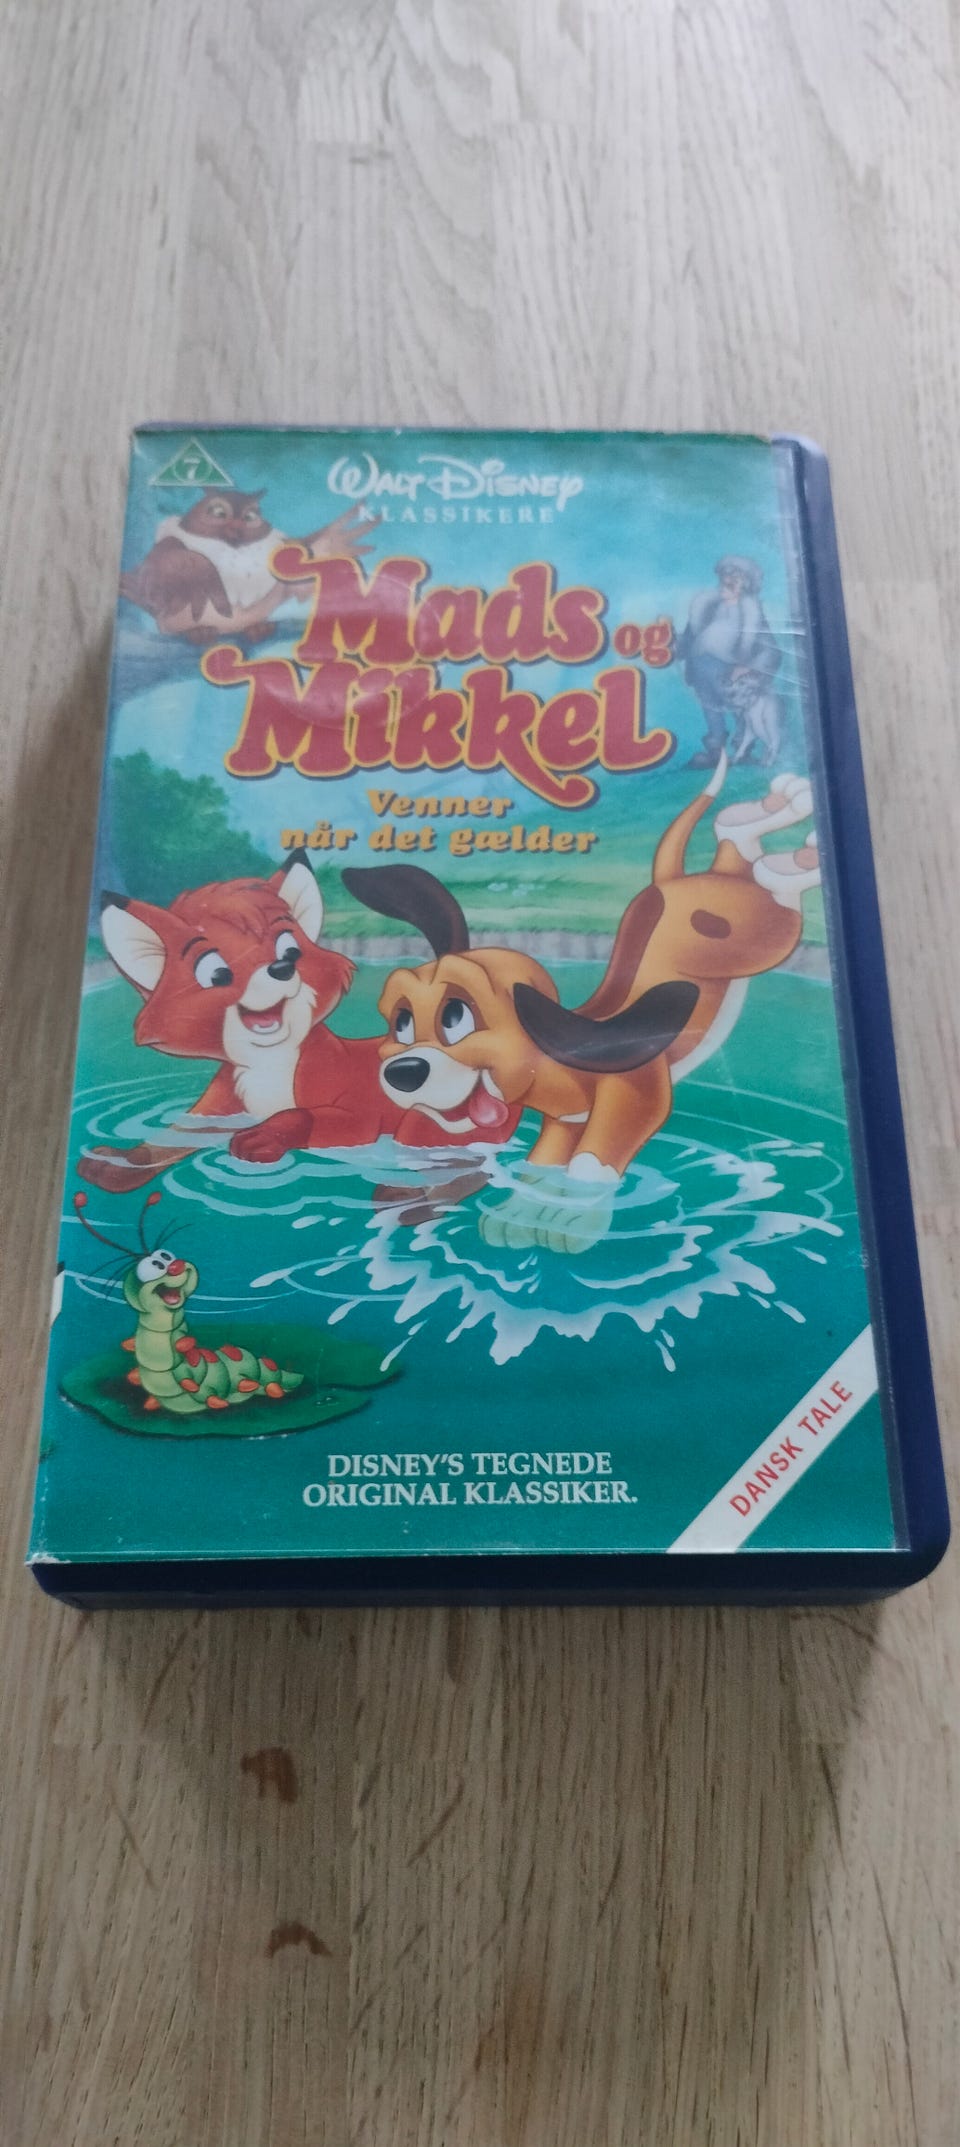 7
WALT DISNEY
KLASSIKERE
Mads og
Mikkel
Venner
når det gælder
DISNEY'S TEGNEDE
ORIGINAL KLASSIKER.
DANSK TALE